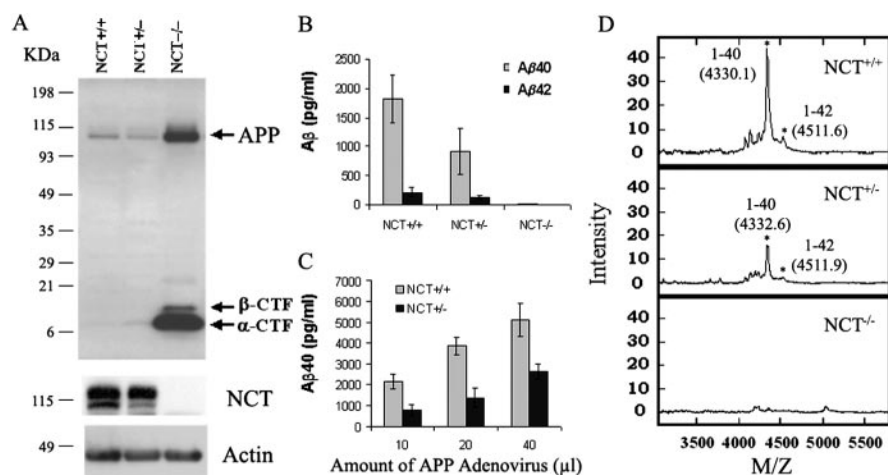 A
KDa
NCT+/+
NCT+/-
NCT-/-
198
115
93
49
35
29
21
6
APP
β-CTF
α-CTF
115
NCT
49
Actin
B
Aβ (pg/ml)
2500
2000
1500
1000
500
0
Aβ40
Aβ42
NCT+/+
NCT+/-
NCT-/-
C
Aβ40 (pg/ml)
7000
6000
5000
4000
3000
2000
1000
0
NCT+/+
NCT+/-
10
20
40
Amount of APP Adenovirus (µl)
D
Intensity
40
30
20
10
0
1-40
(4330.1)
*
NCT+/+
* 1-42
(4511.6)
40
30
20
10
0
1-40
(4332.6)
*
NCT+/-
1-42
* (4511.9)
40
30
20
10
0
NCT-/-
3500 4000 4500 5000 5500
M/Z